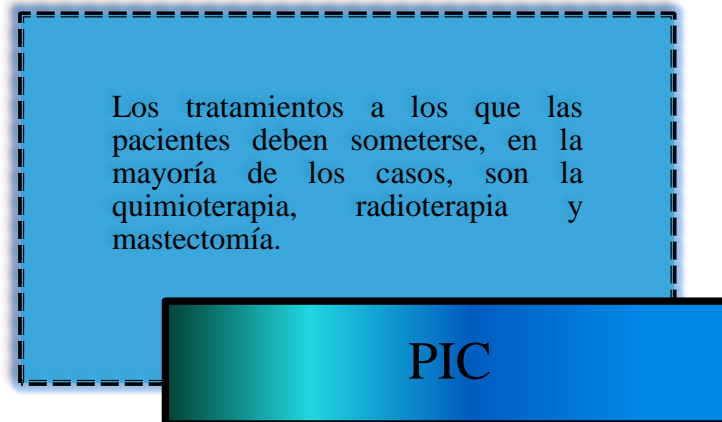 Los tratamientos a los que las
pacientes deben someterse, en la
mayoría de los casos, son la
quimioterapia, radioterapia y
mastectomía.
PIC